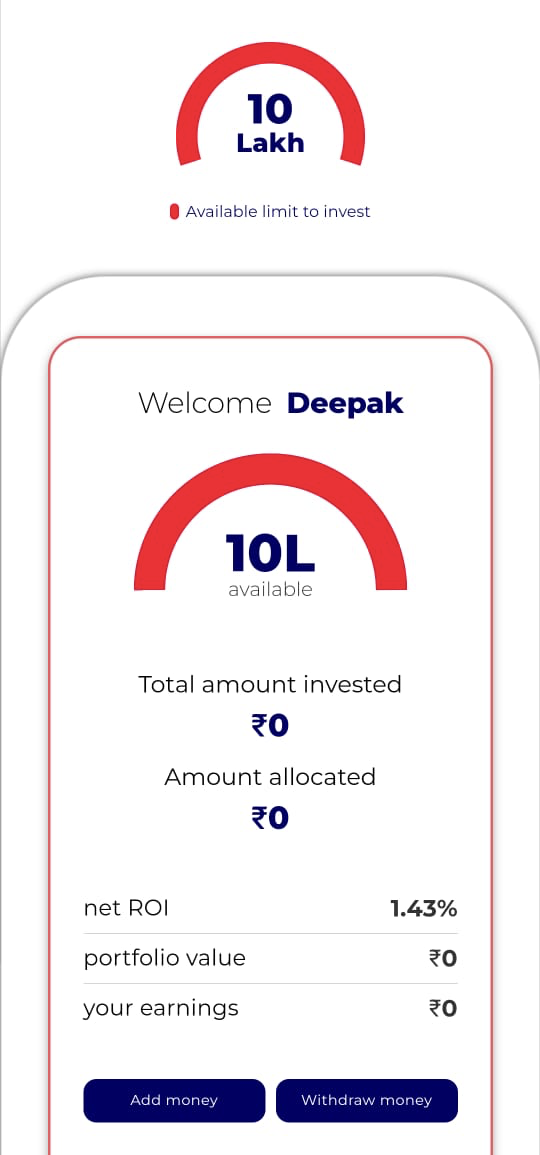 10
Lakh
Available limit to invest
Welcome Deepak
10L
available
Total amount invested
₹0
Amount allocated
₹0
net ROI 1.43%
portfolio value ₹0
your earnings ₹0
Add money Withdraw money